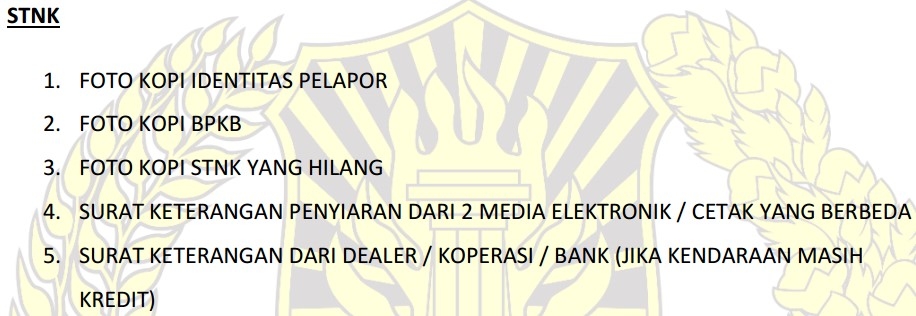 STNK
1. FOTO KOPI IDENTITAS PELAPOR
2. FOTO KOPI BPKB
3. FOTO KOPI STNK YANG HILANG
4. SURAT KETERANGAN PENYIARAN DARI 2 MEDIA ELEKTRONIK / CETAK YANG BERBEDA
5. SURAT KETERANGAN DARI DEALER / KOPERASI / BANK (JIKA KENDARAAN MASIH
KREDIT)